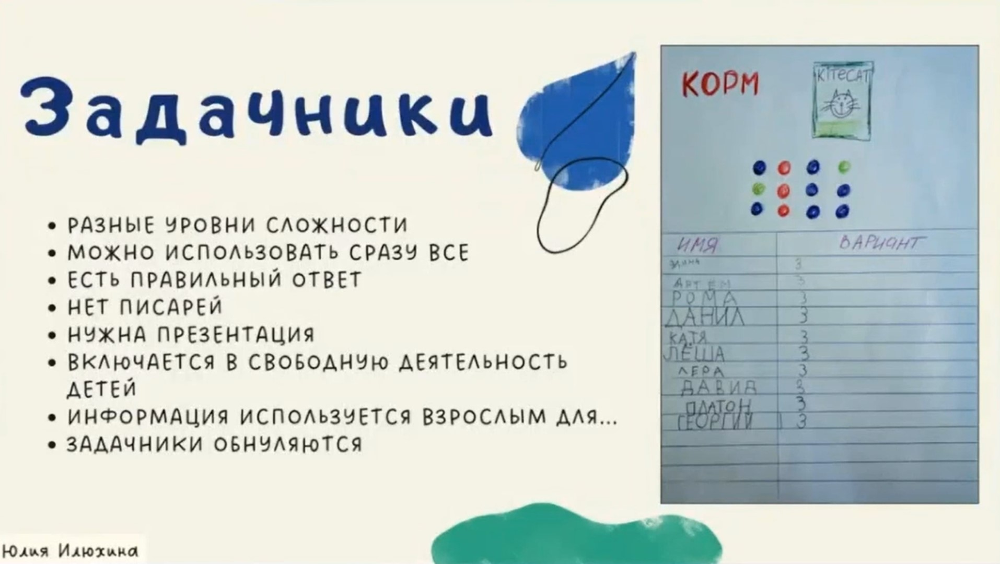 Задачники
РАЗНЫЕ УРОВНИ СЛОЖНОСТИ
МОЖНО ИСПОЛЬЗОВАТЬ СРАЗУ ВСЕ
ЕСТЬ ПРАВИЛЬНЫЙ ОТВЕТ
НЕТ ПИСАРЕЙ
НУЖНА ПРЕЗЕНТАЦИЯ
ВКЛЮЧАЕТСЯ В СВОБОДНУЮ ДЕЯТЕЛЬНОСТЬ
ДЕТЕЙ
ИНФОРМАЦИЯ ИСПОЛЬЗУЕТСЯ ВЗРОСЛЫМ ДЛЯ...
ЗАДАЧНИКИ ОБНУЛЯЮТСЯ
Юлия Илюхина
КОРМ
KITeCAT
ИМЯ ВАРИАНТ
3
АРТЁМ 3
РОМА 3
ДАНИЛ 3
КАТЯ 3
ЛЁША 3
ЛЕРА 3
ДАВИД 3
ПЛАТОН 3
ГЕОРГИЙ 3